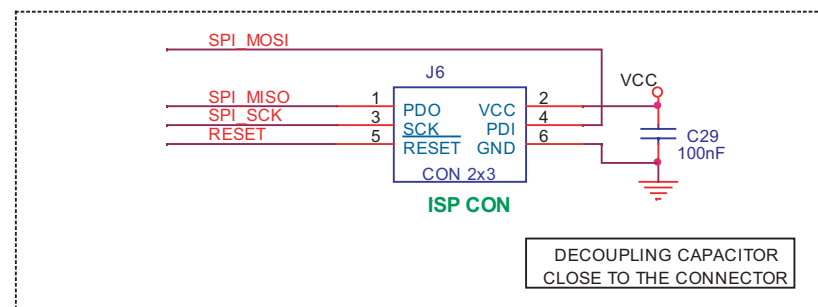 SPI_MOSI
J6
VCC
SPI_MISO 1 PDO VCC 2
SPI_SCK 3 SCK PDI 4
RESET 5 RESET GND 6
C29
100nF
CON 2x3
ISP CON
DECOUPLING CAPACITOR
CLOSE TO THE CONNECTOR